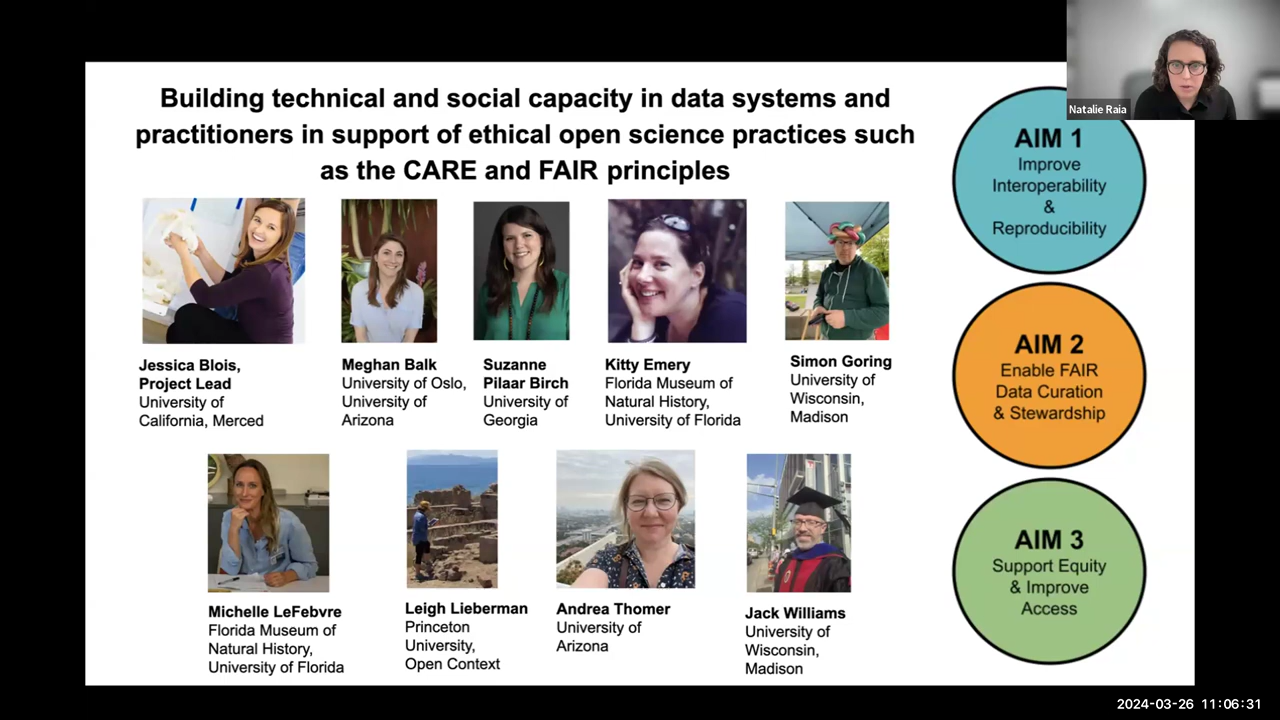 Building technical and social capacity in data systems and
practitioners in support of ethical open science practices such
as the CARE and FAIR principles
Natalie Raia
AIM 1
Improve
Interoperability
&
Reproducibility
Jessica Blois,
Project Lead
University of
California, Merced
Meghan Balk
University of Oslo,
University of
Arizona
Suzanne
Pilaar Birch
University of
Georgia
Kitty Emery
Florida Museum of
Natural History,
University of Florida
Simon Goring
University of
Wisconsin,
Madison
AIM 2
Enable FAIR
Data Curation
& Stewardship
Michelle LeFebvre
Florida Museum of
Natural History,
University of Florida
Leigh Lieberman
Princeton
University,
Open Context
Andrea Thomer
University of
Arizona
Jack Williams
University of
Wisconsin,
Madison
AIM 3
Support Equity
& Improve
Access
2024-03-26 11:06:31